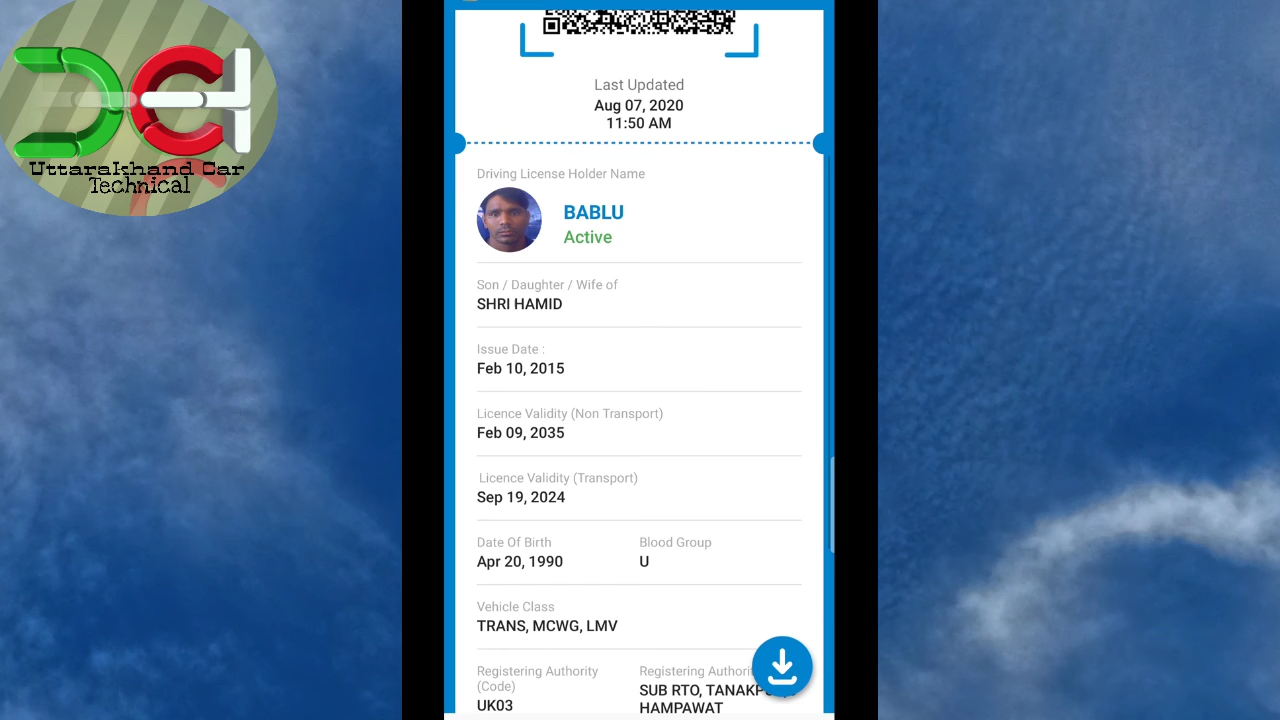 Uttarakhand Car
Technical
Last Updated
Aug 07, 2020
11:50 AM
Driving License Holder Name
BABLU
Active
Son / Daughter / Wife of
SHRI HAMID
Issue Date :
Feb 10, 2015
Licence Validity (Non Transport)
Feb 09, 2035
Licence Validity (Transport)
Sep 19, 2024
Date Of Birth Blood Group
Apr 20, 1990 U
Vehicle Class
TRANS, MCWG, LMV
Registering Authority Registering
(Code) SUB RTO,
UK03 HAMPAWAT